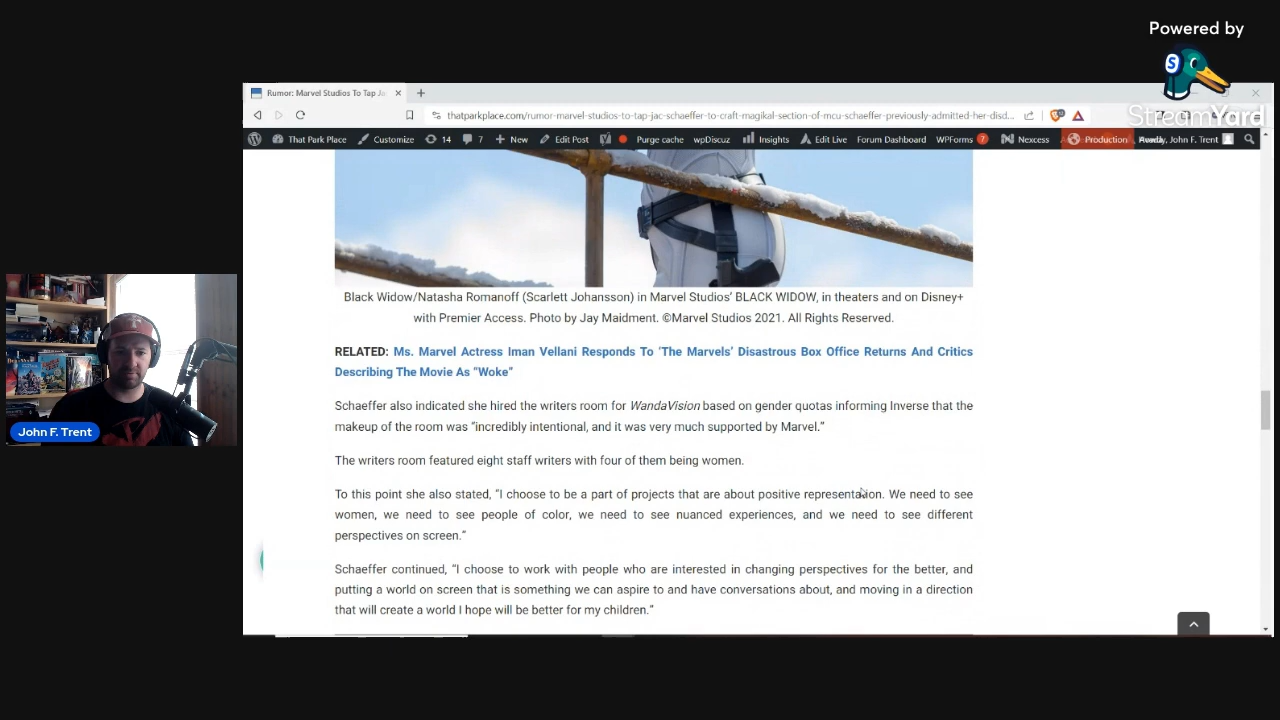 Powered by
S
StreamYard
Rumor: Marvel Studios To Tap Ja
thatparkplace.com/rumor-marvel-studios-to-tap-jac-schaeffer-to-craft-magikal-section-of-mcu-schaeffer-previously-admitted-her-disd...
That Park Place Customize 14 7 New Edit Post Purge cache wpDiscuz Insights Edit Live Forum Dashboard WPForms 7 Nexcess Production John F. Trent
Black Widow/Natasha Romanoff (Scarlett Johansson) in Marvel Studios' BLACK WIDOW, in theaters and on Disney+
with Premier Access. Photo by Jay Maidment. ©Marvel Studios 2021. All Rights Reserved.
RELATED: Ms. Marvel Actress Iman Vellani Responds To 'The Marvels' Disastrous Box Office Returns And Critics
Describing The Movie As "Woke"
Schaeffer also indicated she hired the writers room for WandaVision based on gender quotas informing Inverse that the
makeup of the room was "incredibly intentional, and it was very much supported by Marvel."
The writers room featured eight staff writers with four of them being women.
To this point she also stated, "I choose to be a part of projects that are about positive representation. We need to see
women, we need to see people of color, we need to see nuanced experiences, and we need to see different
perspectives on screen."
Schaeffer continued, "I choose to work with people who are interested in changing perspectives for the better, and
putting a world on screen that is something we can aspire to and have conversations about, and moving in a direction
that will create a world I hope will be better for my children."
John F. Trent